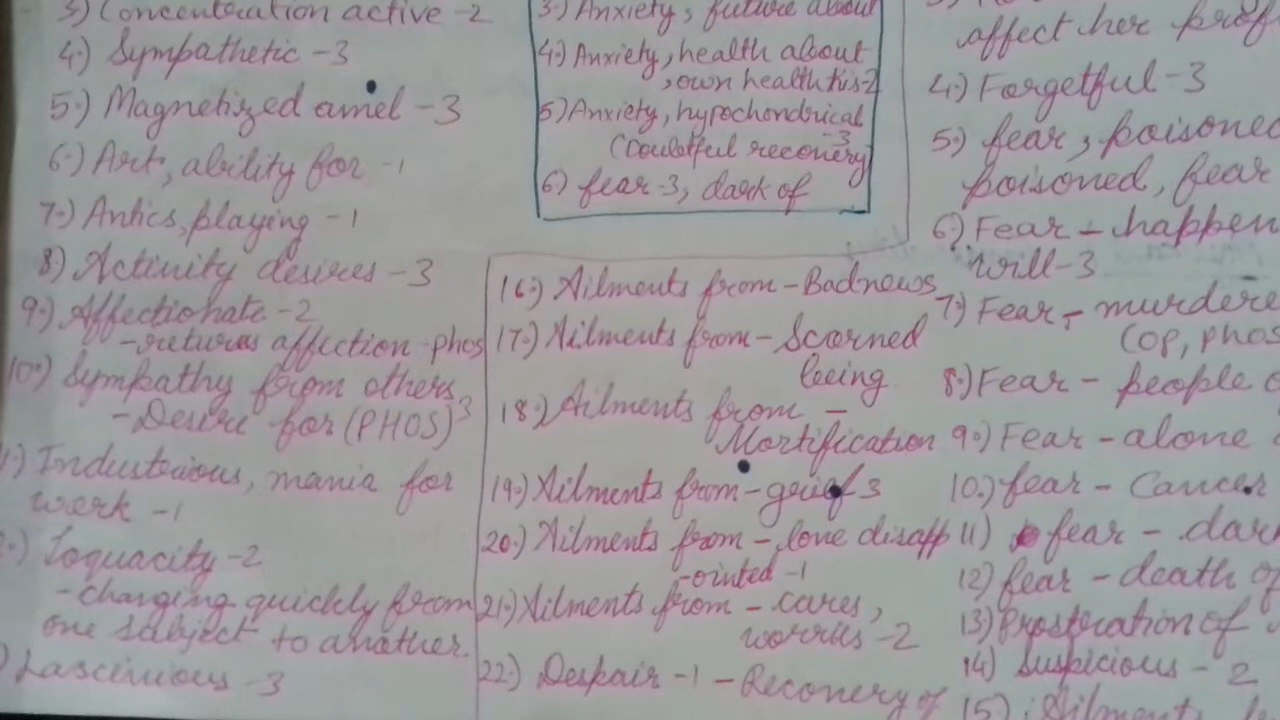 3) Concentration active -2
4.) Sympathetic -3
5.) Magnetized amel -3
6.) Art, ability for -1
7.) Antics, playing -1
8.) Activity desires -3
9.) Affectionate -2
-returns affection-phos
10.) Sympathy from others
-Desire for (PHOS)3
) Industrious, mania for
work -1
.) Loquacity -2
-changing quickly from
one subject to another
) Lascivious -3
3.) Anxiety, future about
4.) Anxiety, health about
, own health his-2
5) Anxiety, hypochondrical
-3
(Doubtful recovery)
6) fear-3, dark of
16.) Ailments from - Badnews
17.) Ailments from - Scorned
being
18.) Ailments from -
Mortification
19.) Ailments from - grief 3
20.) Ailments from - love disapp
-ointed -1
21.) Ailments from - cares,
worries -2
22.) Despair -1 - Recovery of
affect her prof
4.) Forgetful -3
5.) fear, poisoned
poisoned, fear
6.) Fear - happen
will -3
7.) Fear - murdere
(op, phos
8.) Fear - people
9.) Fear - alone
10.) fear - Cancer
11) fear - dark
12) fear - death of
13) Prostration of
14) Suspicious - 2
15) Ailments